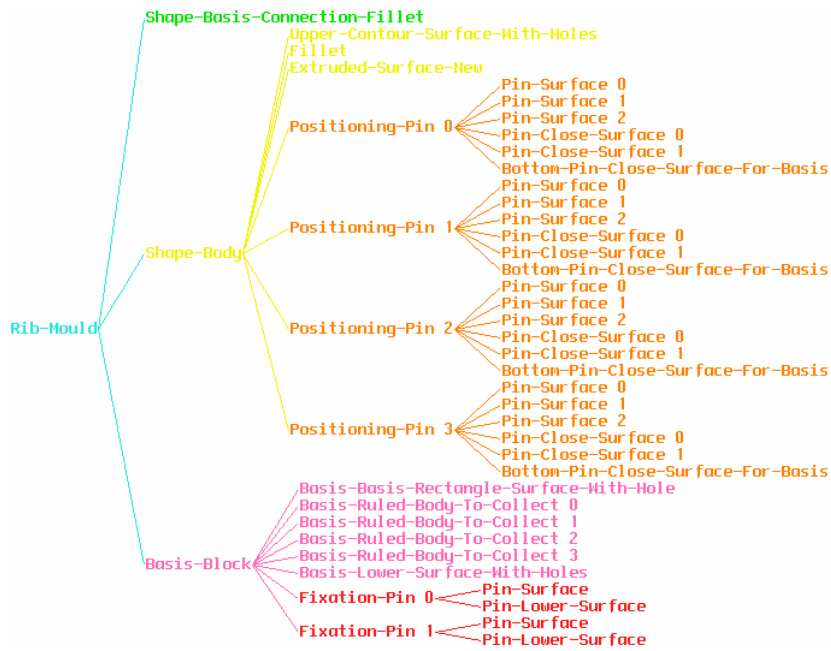 Shape-Basis-Connection-Fillet
Upper-Contour-Surface-With-Holes
Fillet
Extruded-Surface-New
Pin-Surface 0
Pin-Surface 1
Pin-Surface 2
Positioning-Pin 0
Pin-Close-Surface 0
Pin-Close-Surface 1
Bottom-Pin-Close-Surface-For-Basis
Pin-Surface 0
Pin-Surface 1
Pin-Surface 2
Positioning-Pin 1
Pin-Close-Surface 0
Shape-Body
Pin-Close-Surface 1
Bottom-Pin-Close-Surface-For-Basis
Pin-Surface 0
Pin-Surface 1
Pin-Surface 2
Rib-Mould
Positioning-Pin 2
Pin-Close-Surface 0
Pin-Close-Surface 1
Bottom-Pin-Close-Surface-For-Basis
Pin-Surface 0
Pin-Surface 1
Pin-Surface 2
Positioning-Pin 3
Pin-Close-Surface 0
Pin-Close-Surface 1
Bottom-Pin-Close-Surface-For-Basis
Basis-Basis-Rectangle-Surface-With-Hole
Basis-Ruled-Body-To-Collect 0
Basis-Ruled-Body-To-Collect 1
Basis-Ruled-Body-To-Collect 2
Basis-Ruled-Body-To-Collect 3
Basis-Block
Basis-Lower-Surface-With-Holes
Pin-Surface
Fixation-Pin 0
Pin-Lower-Surface
Pin-Surface
Fixation-Pin 1
Pin-Lower-Surface